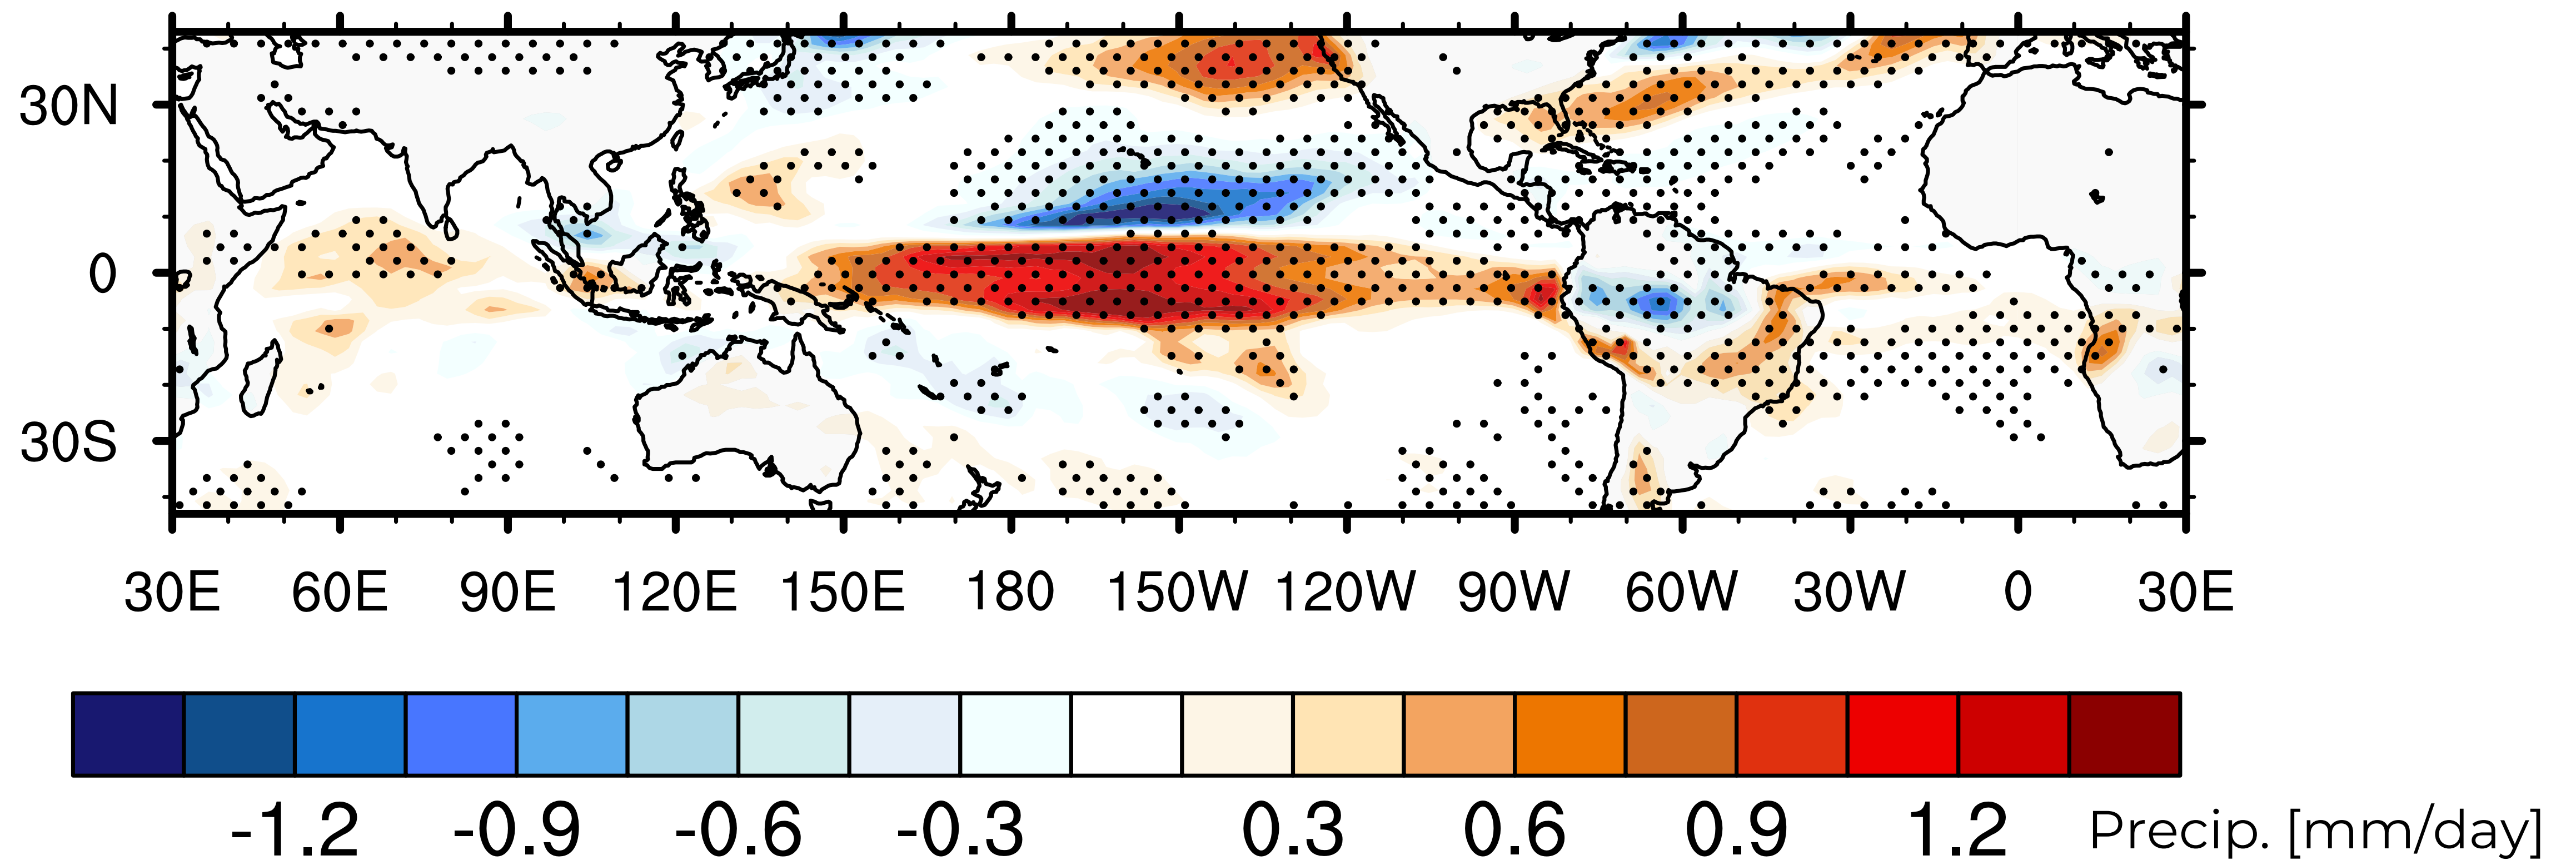 30N
0
30S
30E 60E 90E 120E 150E 180 150W 120W 90W 60W 30W 0 30E
-1.2 -0.9 -0.6 -0.3 0.3 0.6 0.9 1.2 Precip. [mm/day]